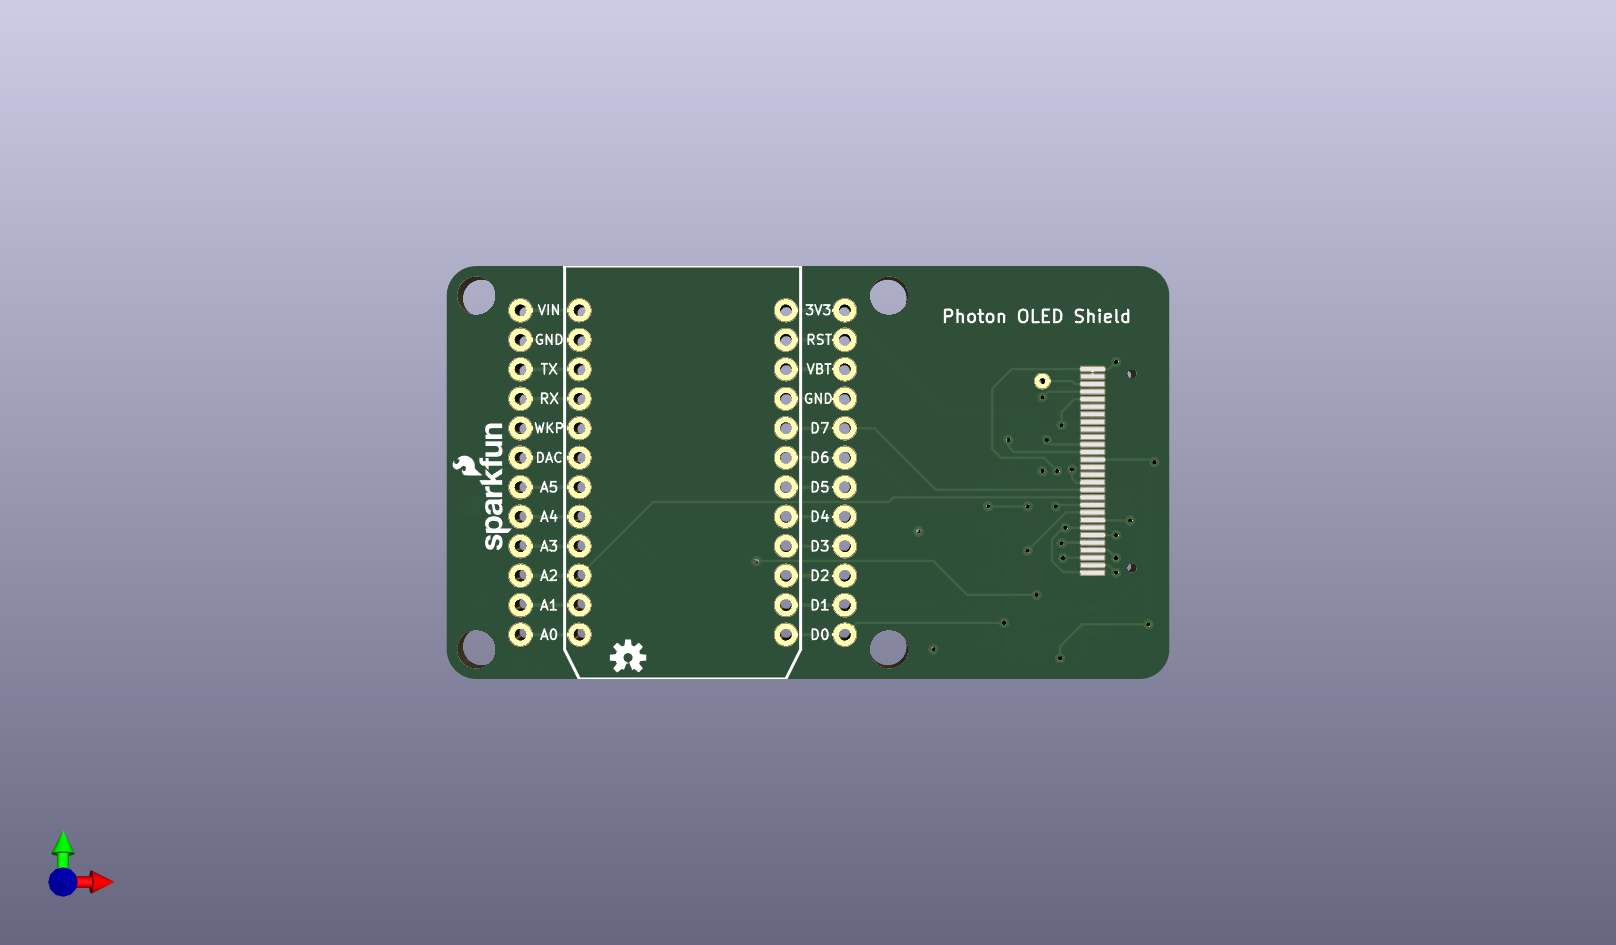 VIN
GND
TX
RX
WKP
DAC
A5
A4
A3
A2
A1
A0
sparkfun
3V3
RST
VBT
GND
D7
D6
D5
D4
D3
D2
D1
D0
Photon OLED Shield